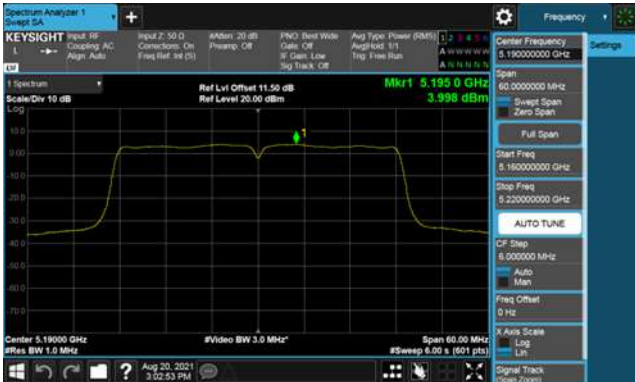 Spectrum Analyzer 1
Swept SA
+
Frequency
KEYSIGHT
Input: RF
Coupling: AC
Align: Auto
Input Z: 50 Ω
Corrections: On
Freq Ref: Int (S)
#Atten: 20 dB
Preamp: Off
PNO: Best Wide
Gate: Off
IF Gain: Low
Sig Track: Off
Avg Type: Power (RMS)
Avg|Hold: 1/1
Trig: Free Run
1 2 3 4 5 6
A W W W W W
A N N N N N
L
LW
1 Spectrum
Scale/Div 10 dB
Log
Ref Lvl Offset 11.50 dB
Ref Level 20.00 dBm
Mkr1 5.195 0 GHz
3.998 dBm
10.0
0.00
-10.0
-20.0
-30.0
-40.0
-50.0
-60.0
-70.0
1
Center 5.19000 GHz
#Res BW 1.0 MHz
#Video BW 3.0 MHz*
Span 60.00 MHz
#Sweep 6.00 s (601 pts)
Center Frequency
5.190000000 GHz
Settings
Span
60.0000000 MHz
Swept Span
Zero Span
Full Span
Start Freq
5.160000000 GHz
Stop Freq
5.220000000 GHz
AUTO TUNE
CF Step
6.000000 MHz
Auto
Man
Freq Offset
0 Hz
X Axis Scale
Log
Lin
Signal Track
(Span Zoom)
?
Aug 20, 2021
3:02:53 PM